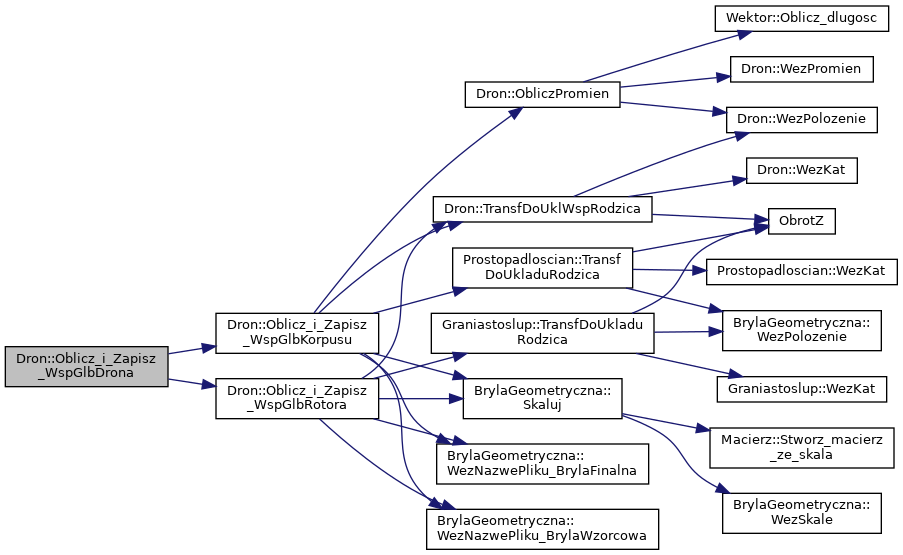 Wektor::Oblicz_dlugosc
Dron::WezPromien
Dron::ObliczPromien
Dron::WezPolozenie
Dron::WezKat
Dron::TransfDoUklWspRodzica
ObrotZ
Prostopadloscian::Transf
DoUkladuRodzica
Prostopadloscian::WezKat
Dron::Oblicz_i_Zapisz
_WspGlbKorpusu
Graniastoslup::TransfDoUkladu
Rodzica
BrylaGeometryczna::
WezPolozenie
Dron::Oblicz_i_Zapisz
_WspGlbDrona
Dron::Oblicz_i_Zapisz
_WspGlbRotora
BrylaGeometryczna::
Skaluj
Graniastoslup::WezKat
Macierz::Stworz_macierz
_ze_skala
BrylaGeometryczna::
WezNazwePliku_BrylaFinalna
BrylaGeometryczna::
WezSkale
BrylaGeometryczna::
WezNazwePliku_BrylaWzorcowa